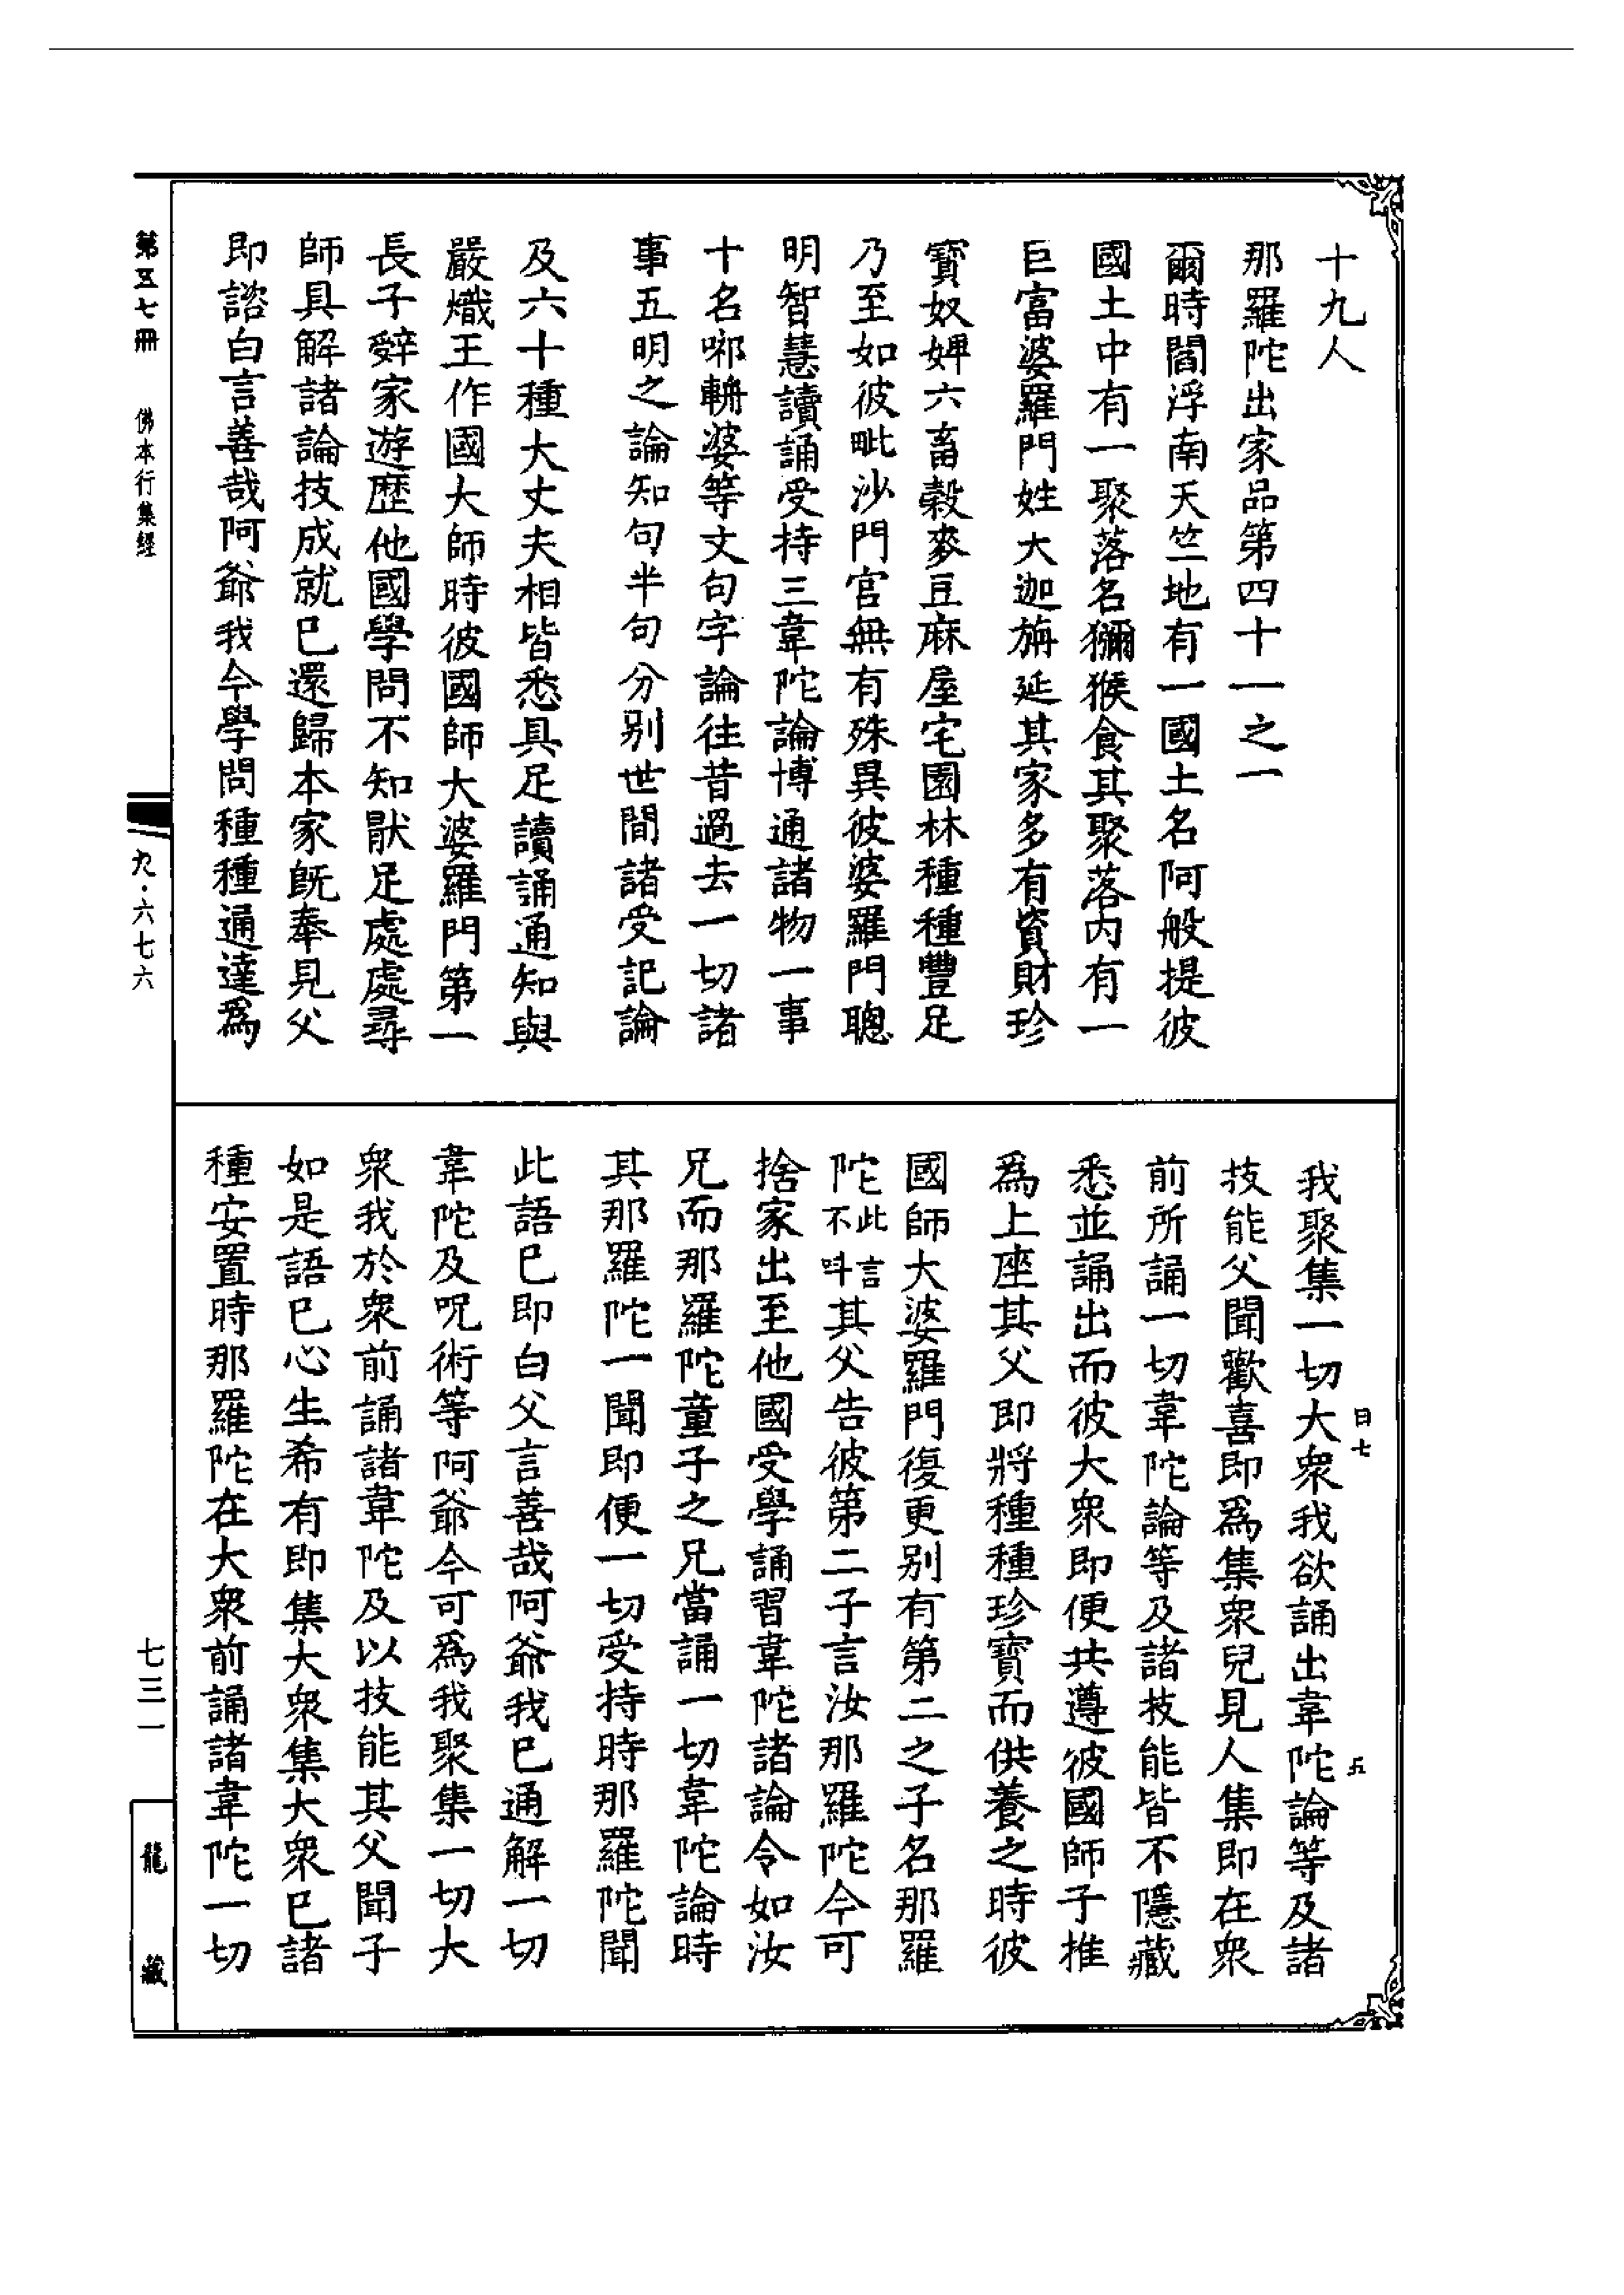 十九人
那羅陀出家品第四十一之一
爾時閻浮南天竺地有一國土名阿般提彼
國土中有一聚落名獼猴食其聚落內有一
巨富婆羅門姓大迦旃延其家多有資財珍
寶奴婢六畜穀麥豆麻屋宅園林種種豐足
乃至如彼毗沙門宮無有殊異彼婆羅門聰
明智慧讀誦受持三韋陀論博通諸物一事
十名唧輈婆等文句字論往昔過去一切諸
事五明之論知句半句分別世間諸受記論
及六十種大丈夫相皆悉具足讀誦通知與
嚴熾王作國大師時彼國師大婆羅門第一
長子辭家遊歷他國學問不知猒足處處尋
師具解諸論技成就已還歸本家既奉見父
即諮白言善哉阿爺我今學問種種通達為
我聚集一切大衆我欲誦出韋陀論等及諸
技能父聞歡喜即為集衆兒見人集即在衆
前所誦一切韋陀論等及諸技能皆不隱藏
悉並誦出而彼大衆即便共遵彼國師子推
為上座其父即將種種珍寶而供養之時彼
國師大婆羅門復更別有第二之子名那羅
陀此言不呌其父告彼第二子言汝那羅陀今可
捨家出至他國受學誦習韋陀諸論令如汝
兄而那羅陀童子之兄當誦一切韋陀論時
其那羅陀一聞即便一切受持時那羅陀聞
此語已即白父言善哉阿爺我已通解一切
韋陀及呪術等阿爺今可為我聚集一切大
衆我於衆前誦諸韋陀及以技能其父聞子
如是語已心生希有即集大衆集大衆已諸
種安置時那羅陀在大衆前誦諸韋陀一切
日七
五
第五七冊 佛本行集經
九·六七六
七三一
龍藏